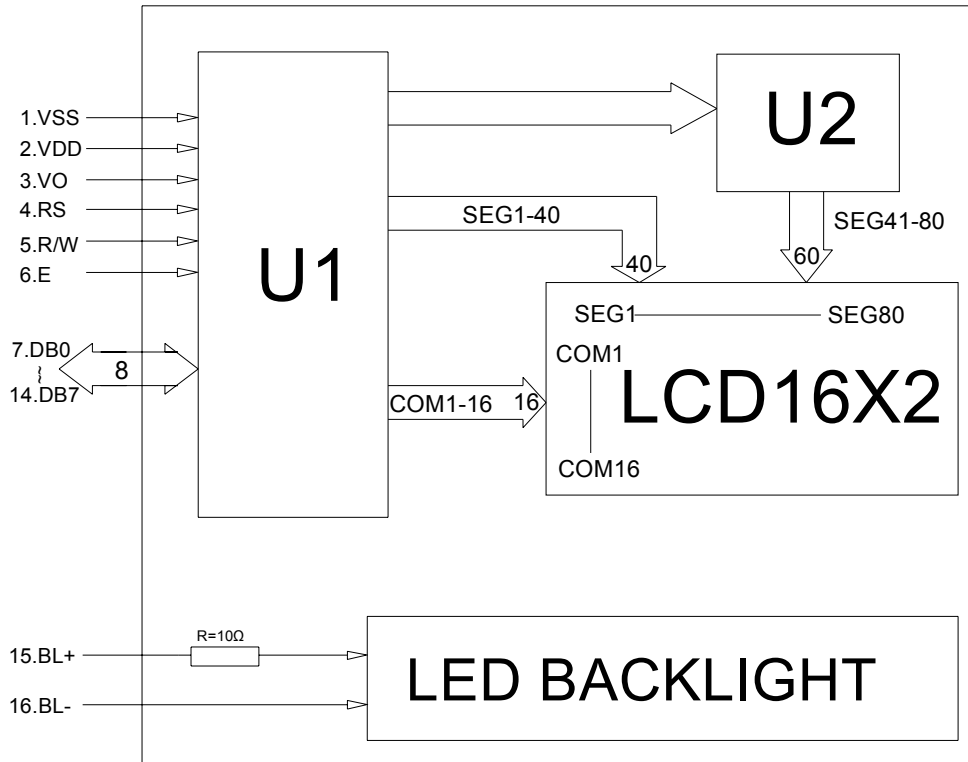 1.VSS
2.VDD
3.VO
4.RS
5.R/W
6.E
7.DB0
~
14.DB7
8
U1
U2
SEG1-40
40
SEG41-80
60
SEG1 SEG80
COM1
LCD16X2
COM16
COM1-16 16
R=10Ω
15.BL+
16.BL-
LED BACKLIGHT